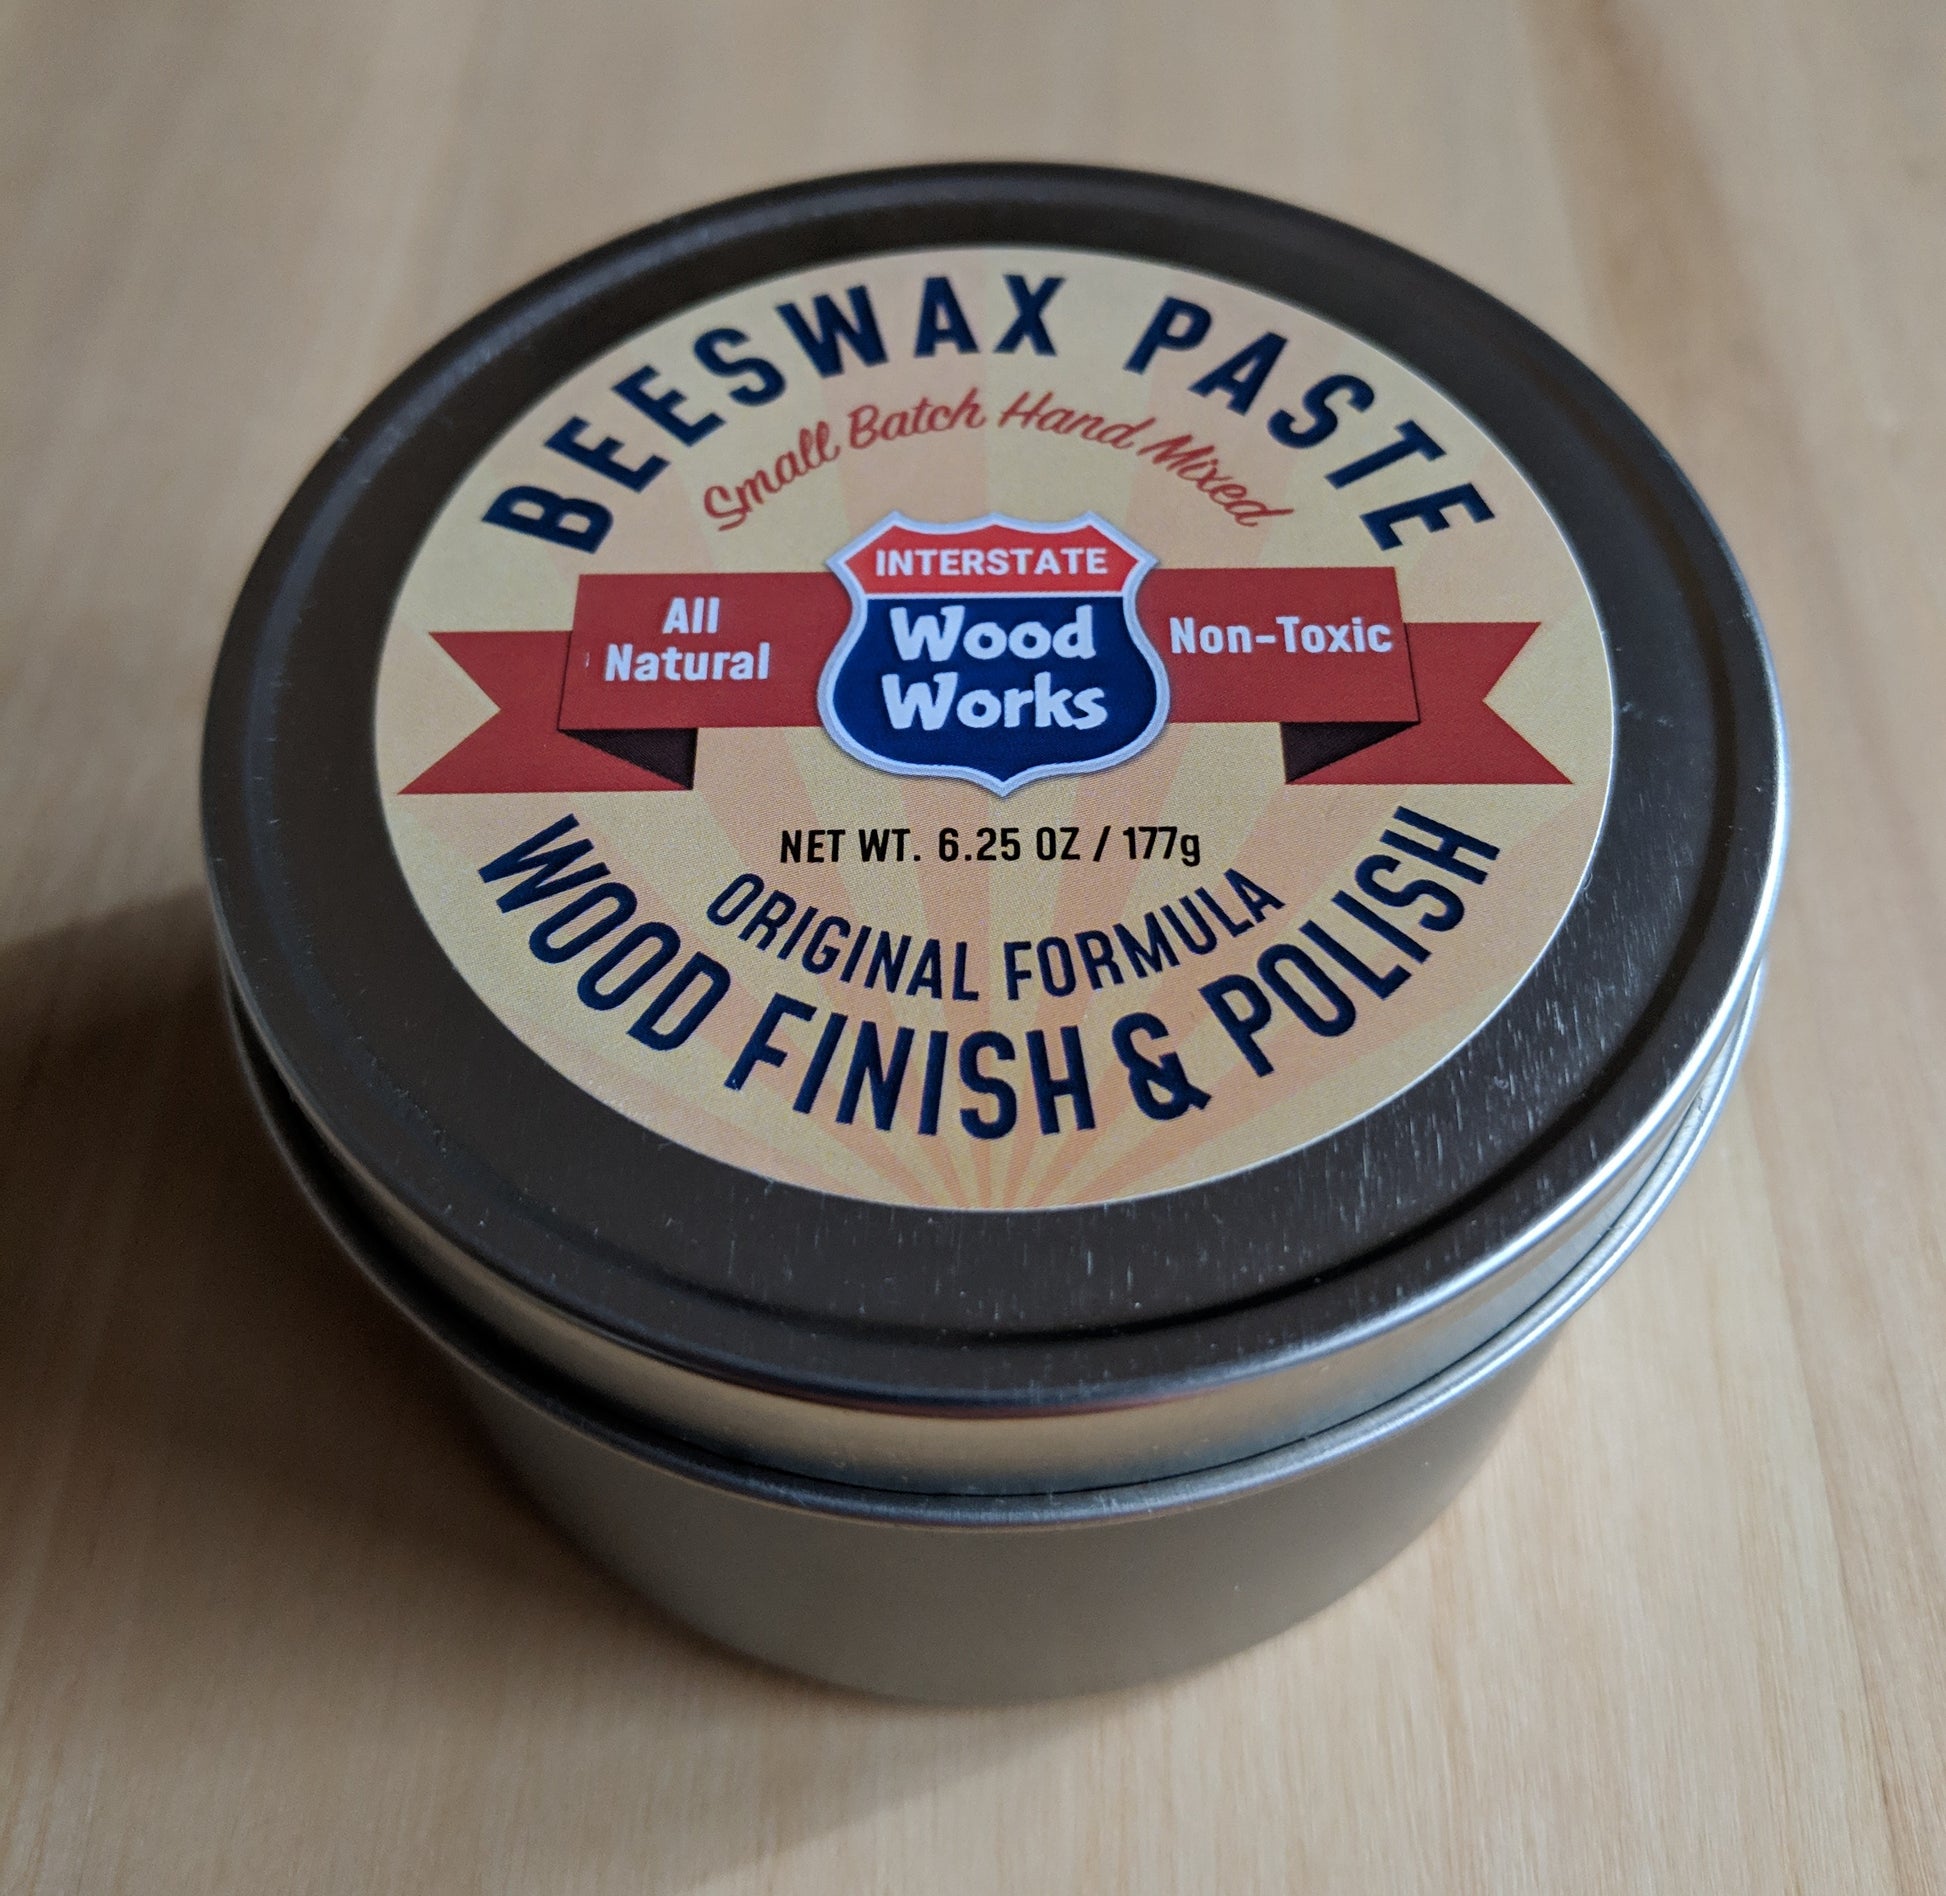 BEESWAX PASTE
Small Batch Hand Mixed
INTERSTATE
Wood
Works
All
Natural
Non-Toxic
NET WT. 6.25 OZ / 177g
ORIGINAL FORMULA
WOOD FINISH & POLISH